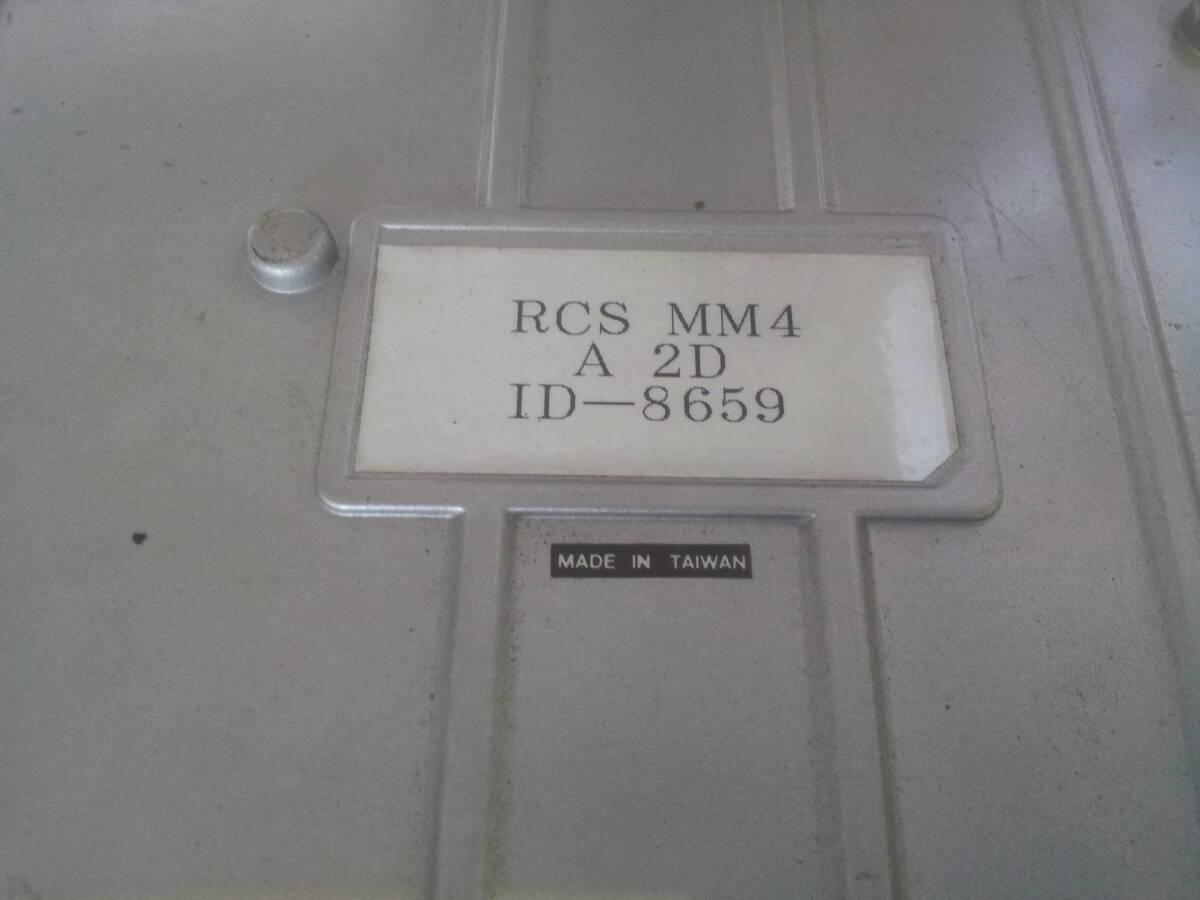 RCS MM4
A 2D
ID—8659
MADE IN TAIWAN